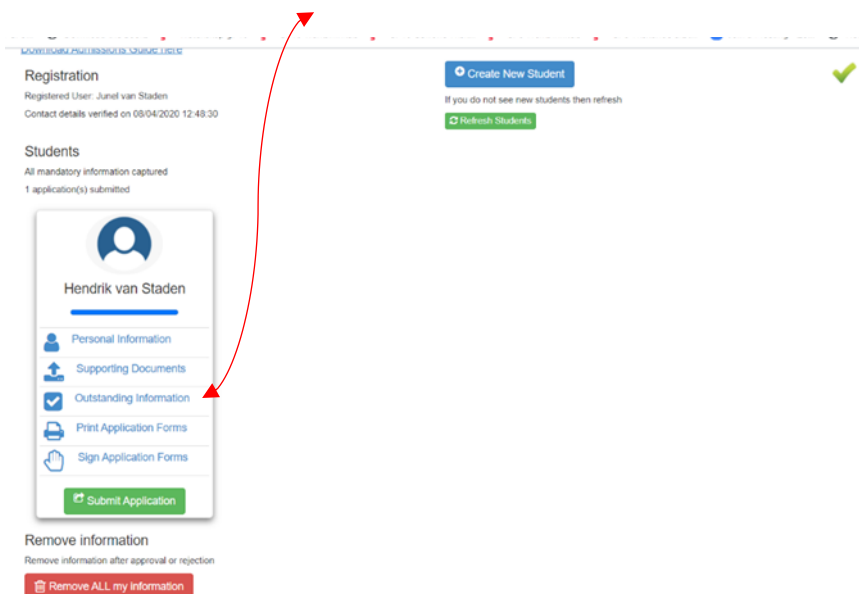 Download Admissions Guide here
Registration
Registered User: Junel van Staden
Contact details verified on 08/04/2020 12:48:30
Create New Student
If you do not see new students then refresh
Refresh Students
Students
All mandatory information captured
1 application(s) submitted
Hendrik van Staden
Personal Information
Supporting Documents
Outstanding Information
Print Application Forms
Sign Application Forms
Submit Application
Remove information
Remove information after approval or rejection
Remove ALL my Information